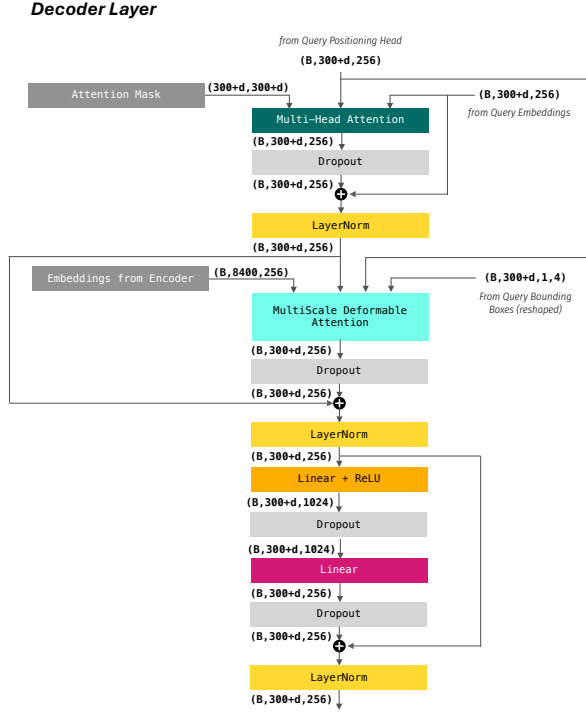 Decoder Layer
from Query Positioning Head
(B,300+d,256)
(300+d,300+d)
Attention Mask
(B,300+d,256)
from Query Embeddings
Multi-Head Attention
(B,300+d,256)
Dropout
(B,300+d,256)
LayerNorm
(B,300+d,256)
Embeddings from Encoder
(B,8400,256)
(B,300+d,1,4)
From Query Bounding
Boxes (reshaped)
MultiScale Deformable
Attention
(B,300+d,256)
Dropout
(B,300+d,256)
LayerNorm
(B,300+d,256)
Linear + ReLU
(B,300+d,1024)
Dropout
(B,300+d,1024)
Linear
(B,300+d,256)
Dropout
(B,300+d,256)
LayerNorm
(B,300+d,256)